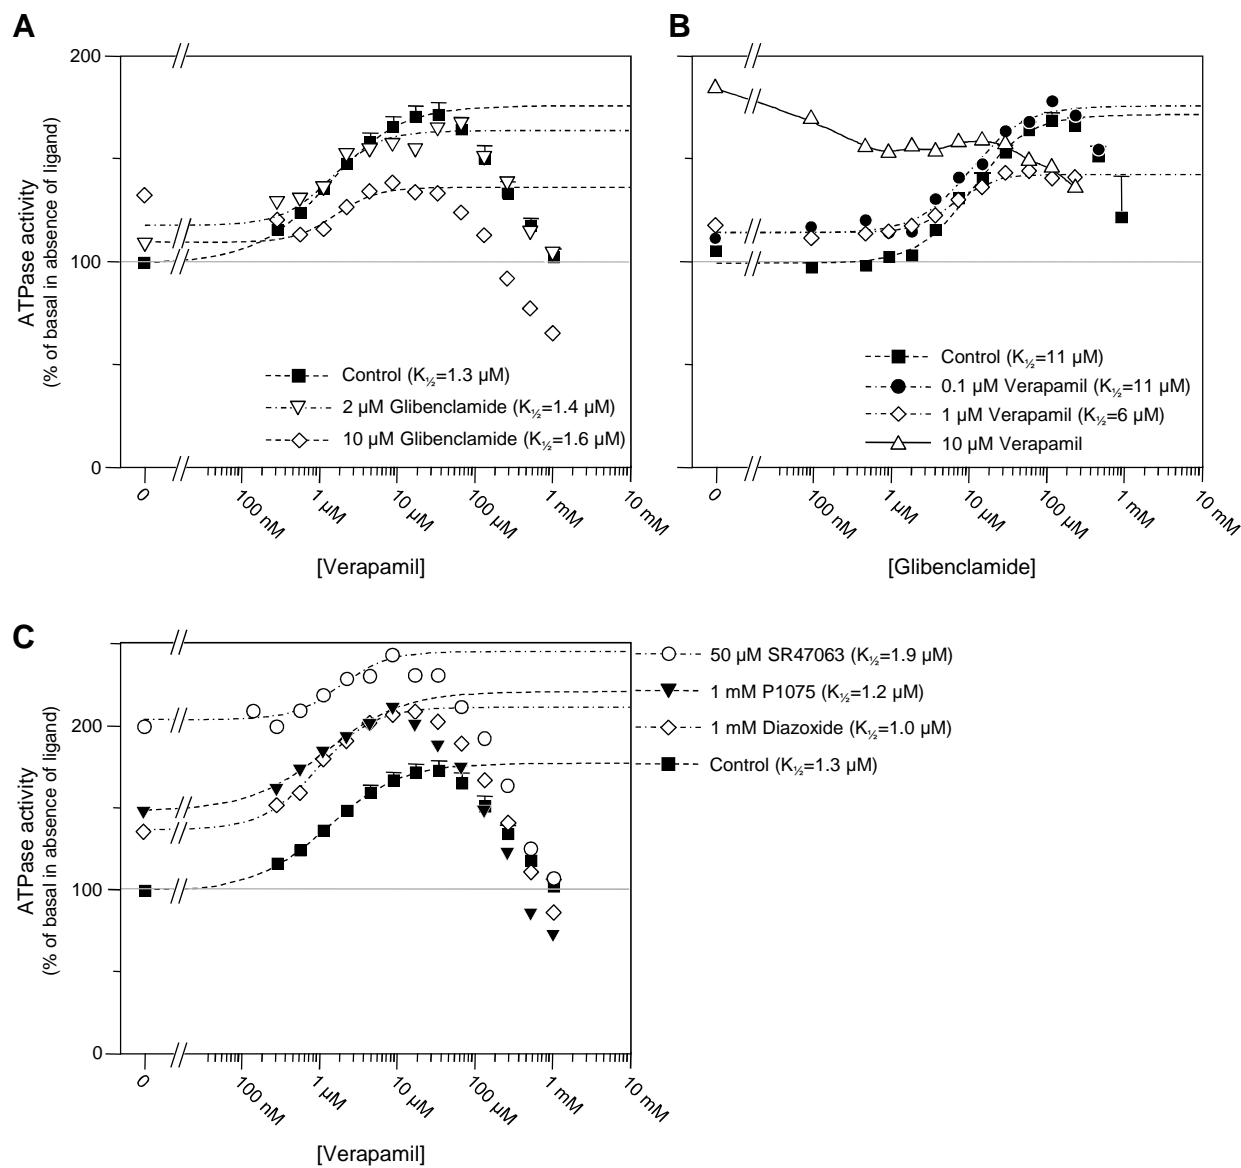 A
B
200
100
0
ATPase activity
(% of basal in absence of ligand)
Control (K½=1.3 µM)
2 µM Glibenclamide (K½=1.4 µM)
10 µM Glibenclamide (K½=1.6 µM)
0
100 nM
1 µM
10 µM
100 µM
1 mM
10 mM
[Verapamil]
Control (K½=11 µM)
0.1 µM Verapamil (K½=11 µM)
1 µM Verapamil (K½=6 µM)
10 µM Verapamil
0
100 nM
1 µM
10 µM
100 µM
1 mM
10 mM
[Glibenclamide]
C
200
100
0
ATPase activity
(% of basal in absence of ligand)
50 µM SR47063 (K½=1.9 µM)
1 mM P1075 (K½=1.2 µM)
1 mM Diazoxide (K½=1.0 µM)
Control (K½=1.3 µM)
0
100 nM
1 µM
10 µM
100 µM
1 mM
10 mM
[Verapamil]